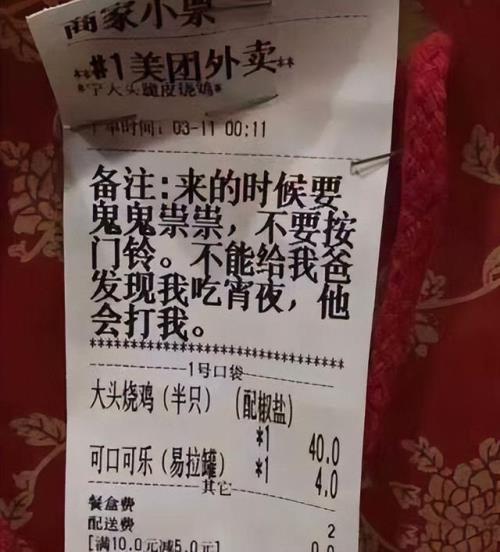 商家小票
**#1美团外卖**
宁大头脆皮烧鸡*
下单时间: 03-11 00:11
备注:来的时候要
鬼鬼祟祟，不要按
门铃。不能给我爸
发现我吃宵夜，他
会打我。
1号口袋
大头烧鸡（半只）（配椒盐）
*1 40.0
可口可乐（易拉罐） *1 4.0
其它
餐盒费 2
配送费 0.0
[满10.0元减5.0元]